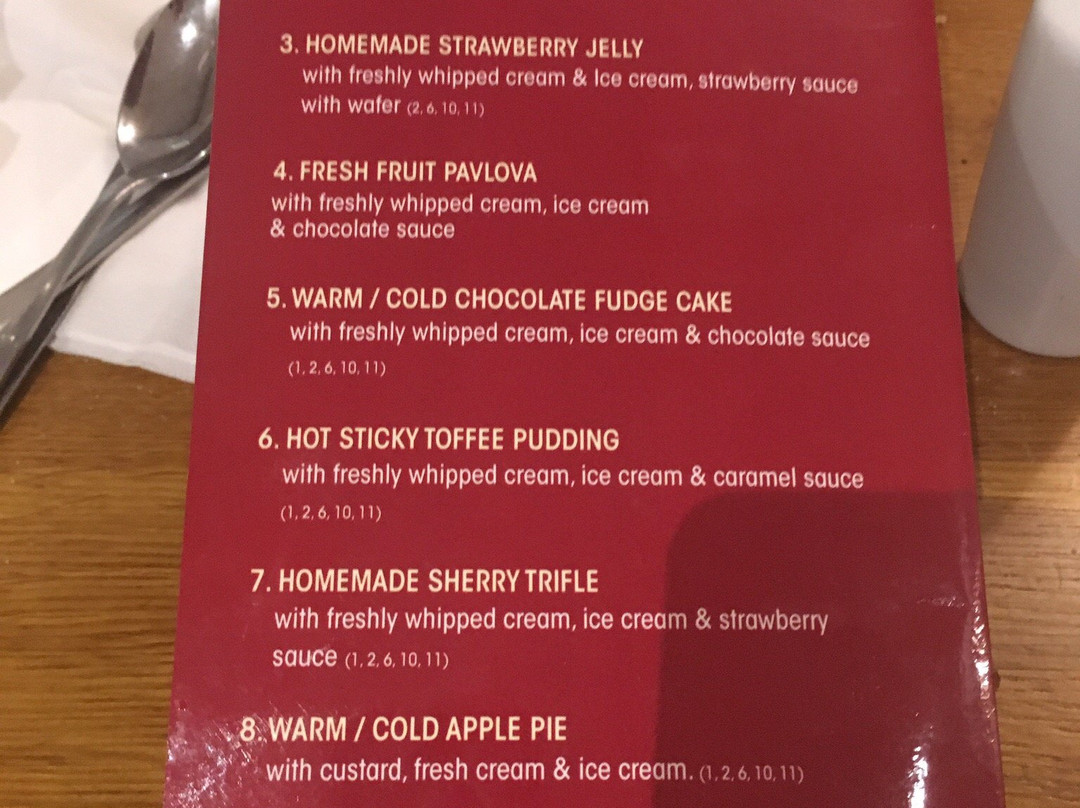 3. HOMEMADE STRAWBERRY JELLY
with freshly whipped cream & Ice cream, strawberry sauce
with wafer (2, 6, 10, 11)
4. FRESH FRUIT PAVLOVA
with freshly whipped cream, ice cream
& chocolate sauce
5. WARM / COLD CHOCOLATE FUDGE CAKE
with freshly whipped cream, ice cream & chocolate sauce
(1, 2, 6, 10, 11)
6. HOT STICKY TOFFEE PUDDING
with freshly whipped cream, ice cream & caramel sauce
(1, 2, 6, 10, 11)
7. HOMEMADE SHERRY TRIFLE
with freshly whipped cream, ice cream & strawberry
sauce (1, 2, 6, 10, 11)
8. WARM / COLD APPLE PIE
with custard, fresh cream & ice cream. (1, 2, 6, 10, 11)